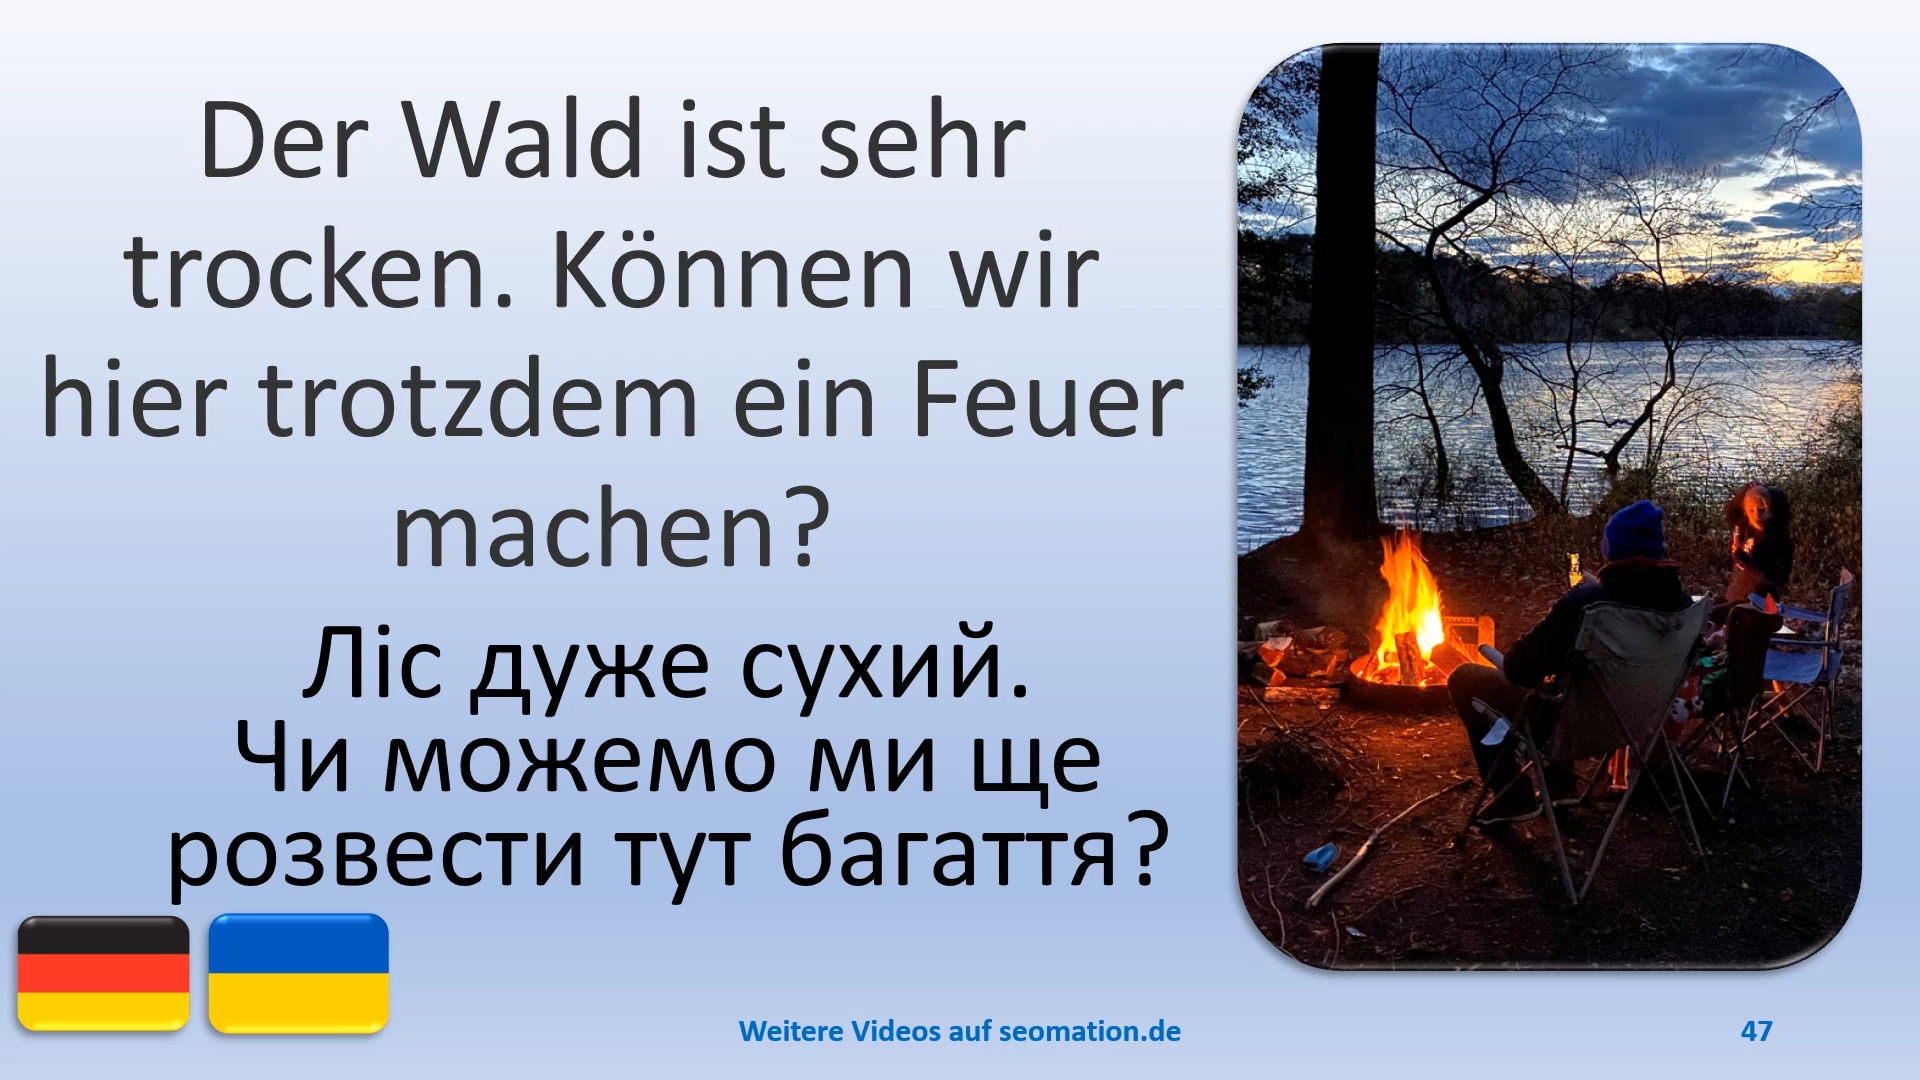 Der Wald ist sehr
trocken. Können wir
hier trotzdem ein Feuer
machen?
Ліс дуже сухий.
Чи можемо ми ще
розвести тут багаття?
Weitere Videos auf seomation.de
47